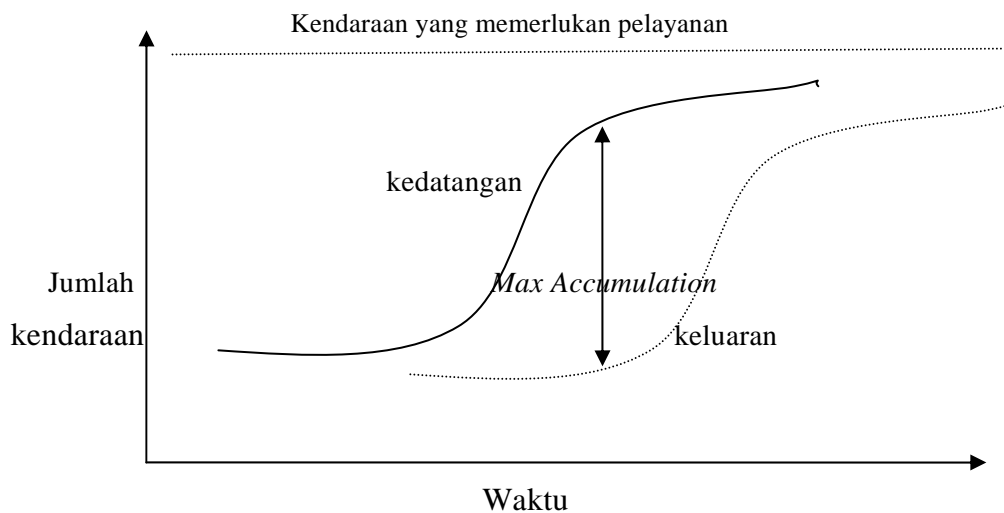 Kendaraan yang memerlukan pelayanan
kedatangan
Jumlah
kendaraan
Max Accumulation
keluaran
Waktu